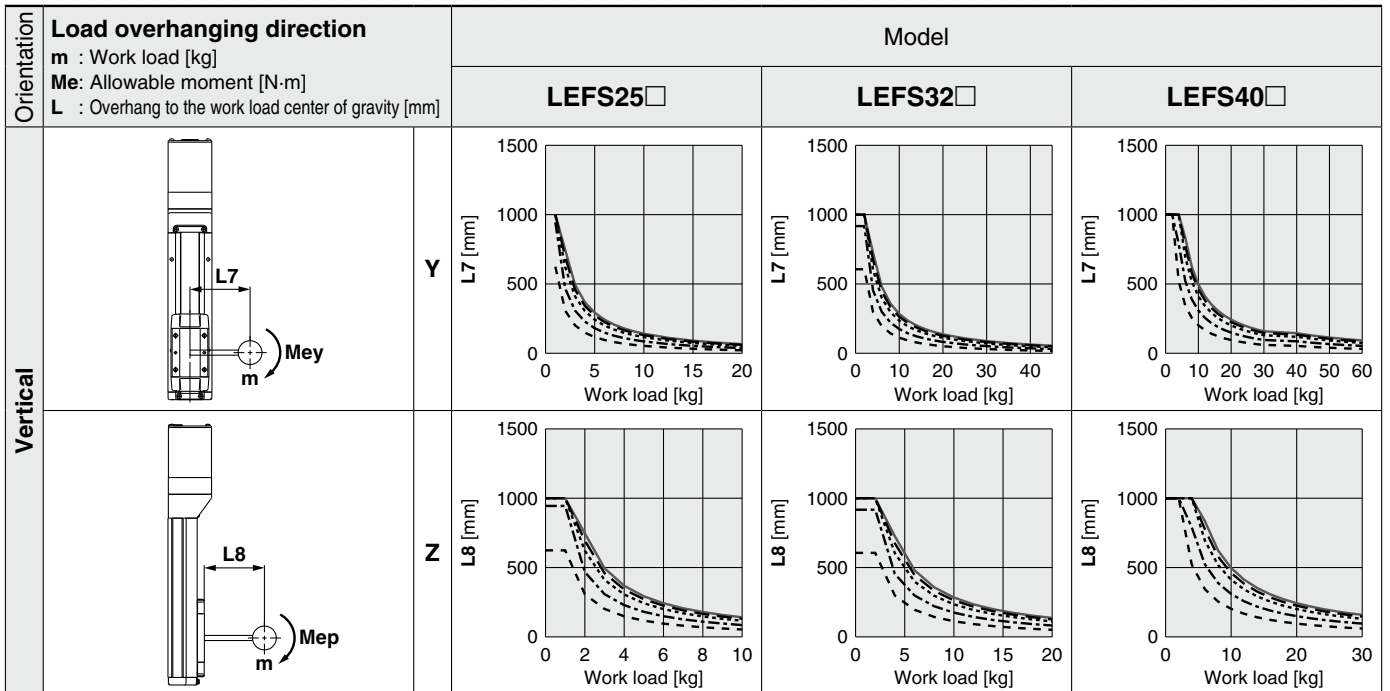 Orientation
Load overhanging direction
m : Work load [kg]
Me: Allowable moment [N·m]
L : Overhang to the work load center of gravity [mm]
Model
LEFS25□
LEFS32□
LEFS40□
Vertical
L7
Mey
m
Y
1500
1000
500
0
L7 [mm]
0 5 10 15 20
Work load [kg]
1500
1000
500
0
L7 [mm]
0 10 20 30 40
Work load [kg]
1500
1000
500
0
L7 [mm]
0 10 20 30 40 50 60
Work load [kg]
L8
Mep
m
Z
1500
1000
500
0
L8 [mm]
0 2 4 6 8 10
Work load [kg]
1500
1000
500
0
L8 [mm]
0 5 10 15 20
Work load [kg]
1500
1000
500
0
L8 [mm]
0 10 20 30
Work load [kg]